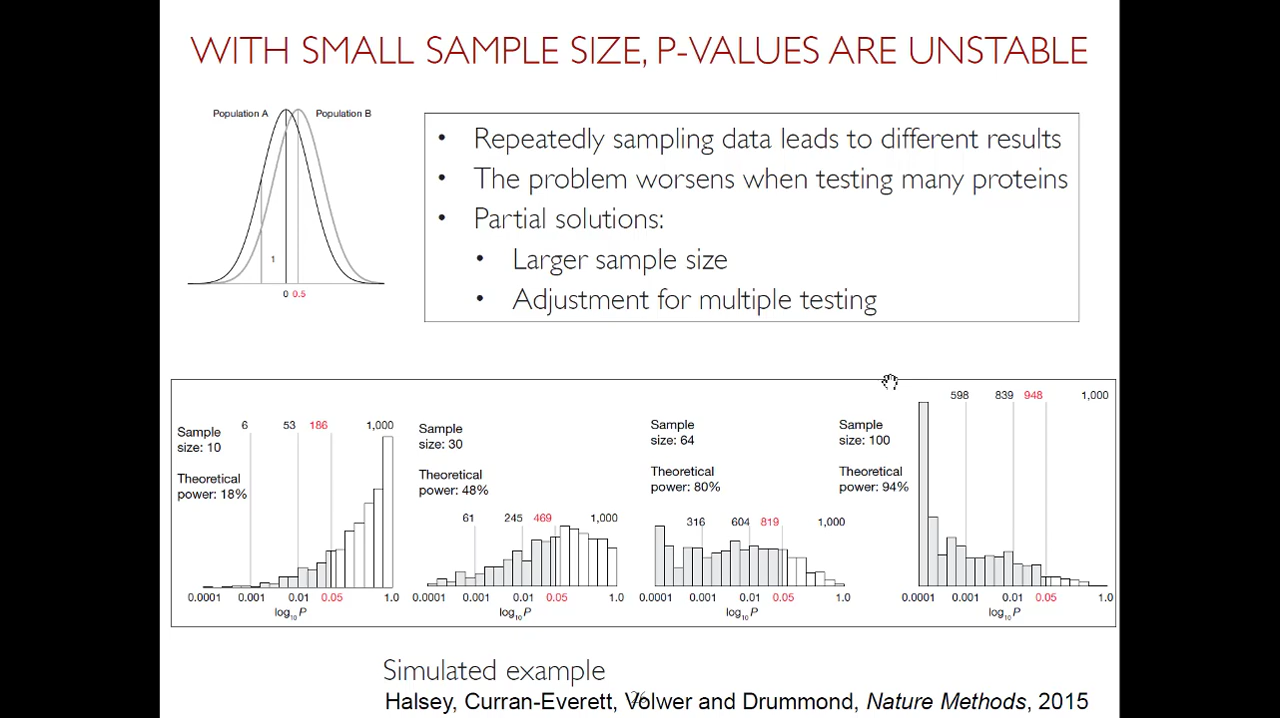 WITH SMALL SAMPLE SIZE, P-VALUES ARE UNSTABLE
Population A
Population B
1
0 0.5
• Repeatedly sampling data leads to different results
• The problem worsens when testing many proteins
• Partial solutions:
• Larger sample size
• Adjustment for multiple testing
Sample
size: 10
Theoretical
power: 18%
6 53 186 1,000
0.0001 0.001 0.01 0.05 1.0
log10 P
Sample
size: 30
Theoretical
power: 48%
61 245 469 1,000
0.0001 0.001 0.01 0.05 1.0
log10 P
Sample
size: 64
Theoretical
power: 80%
316 604 819 1,000
0.0001 0.001 0.01 0.05 1.0
log10 P
Sample
size: 100
Theoretical
power: 94%
598 839 948 1,000
0.0001 0.001 0.01 0.05 1.0
log10 P
Simulated example
Halsey, Curran-Everett, Volwer and Drummond, Nature Methods, 2015